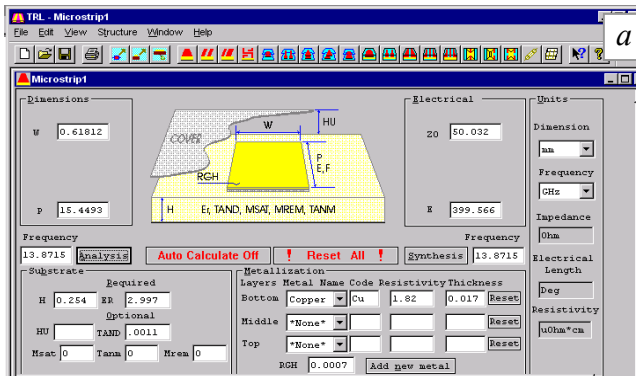 TRL - Microstrip1
File Edit View Structure Window Help
a
Microstrip1
Dimensions
W 0.61812
P 15.4493
COVER
W
HU
P
E,F
RGH
H Er, TAND, MSAT, MREM, TANM
Electrical
Z0 50.032
E 399.566
Units
Dimension
mm
Frequency
GHz
Impedance
Ohm
Electrical
Length
Deg
Resistivity
uOhm*cm
Frequency
13.8715 Analysis Auto Calculate Off ! Reset All ! Synthesis
Frequency
13.8715
Substrate
Required
H 0.254 ER 2.997
Optional
HU TAND .0011
Msat 0 Tanm 0 Mrem 0
Metallization
Layers Metal Name Code Resistivity Thickness
Bottom Copper Cu 1.82 0.017 Reset
Middle *None* Reset
Top *None* Reset
RGH 0.0007 Add new metal